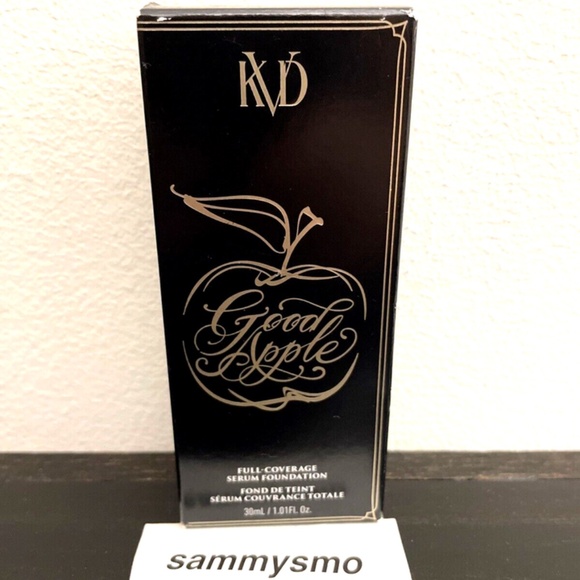 KVD
Good
Apple
FULL-COVERAGE
SERUM FOUNDATION
FOND DE TEINT
SÉRUM COUVRANCE TOTALE
30mL / 1.01Fl. Oz.
sammysmo